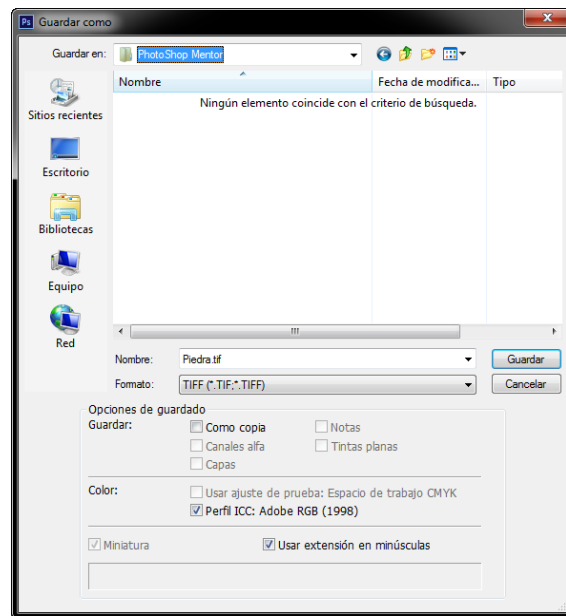 Ps Guardar como
Guardar en: PhotoShop Mentor
Nombre Fecha de modifica... Tipo
Ningún elemento coincide con el criterio de búsqueda.
Sitios recientes
Escritorio
Bibliotecas
Equipo
Red
Nombre: Piedra.tif Guardar
Formato: TIFF (*.TIF;*.TIFF) Cancelar
Opciones de guardado
Guardar: Como copia Notas
Canales alfa Tintas planas
Capas
Color: Usar ajuste de prueba: Espacio de trabajo CMYK
Perfil ICC: Adobe RGB (1998)
Miniatura Usar extensión en minúsculas